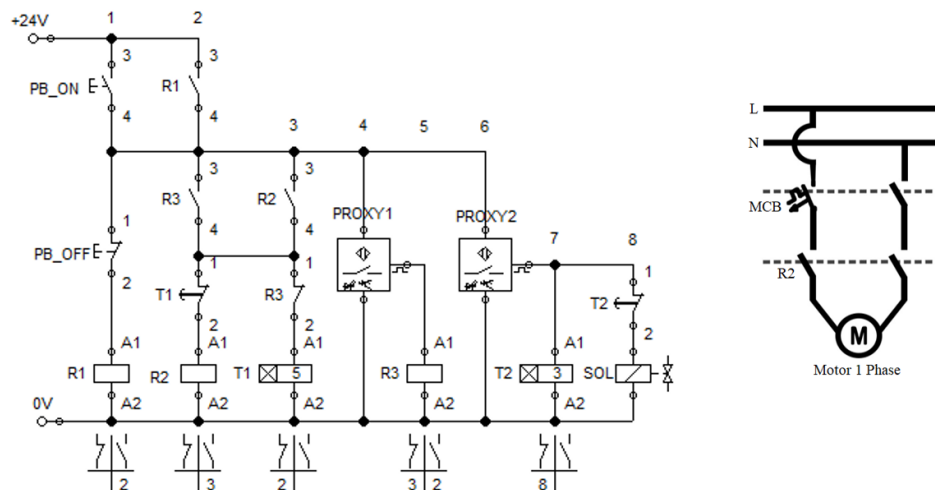 1 2
+24V
3 3
PB_ON R1
4 4
3 4 5 6
3 3
R3 R2 PROXY1 PROXY2
4 4
1 7 8
PB_OFF 1 1 1
2 T1 R3 T2
2 2 2
A1 A1 A1 A1 A1
R1 R2 T1 5 R3 T2 3 SOL
A2 A2 A2 A2 A2
0V
2 3 2 3 2 8
L
N
MCB
R2
M
Motor 1 Phase